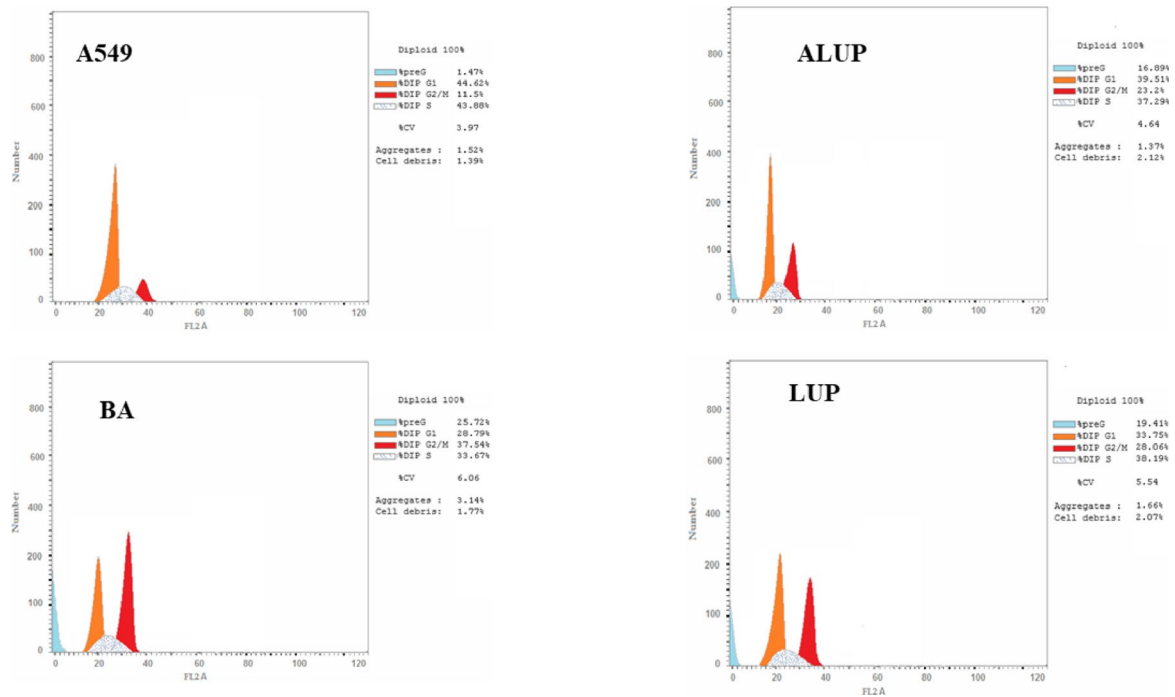 A549
Diploid 100%
%preG 1.47%
%DIP G1 44.62%
%DIP G2/M 11.5%
%DIP S 43.88%
%CV 3.97
Aggregates : 1.52%
Cell debris: 1.39%
Number
800
600
400
200
100
0
0 20 40 60 80 100 120
FL2A
ALUP
Diploid 100%
%preG 16.89%
%DIP G1 39.51%
%DIP G2/M 23.2%
%DIP S 37.29%
%CV 4.64
Aggregates : 1.37%
Cell debris: 2.12%
Number
800
600
400
200
100
0
0 20 40 60 80 100 120
FL2A
BA
Diploid 100%
%preG 25.72%
%DIP G1 28.79%
%DIP G2/M 37.54%
%DIP S 33.67%
%CV 6.06
Aggregates : 3.14%
Cell debris: 1.77%
Number
800
600
400
200
100
0
0 20 40 60 80 100 120
FL2A
LUP
Diploid 100%
%preG 19.41%
%DIP G1 33.75%
%DIP G2/M 28.06%
%DIP S 38.19%
%CV 5.54
Aggregates : 1.66%
Cell debris: 2.07%
Number
800
600
400
200
100
0
0 20 40 60 80 100 120
FL2A